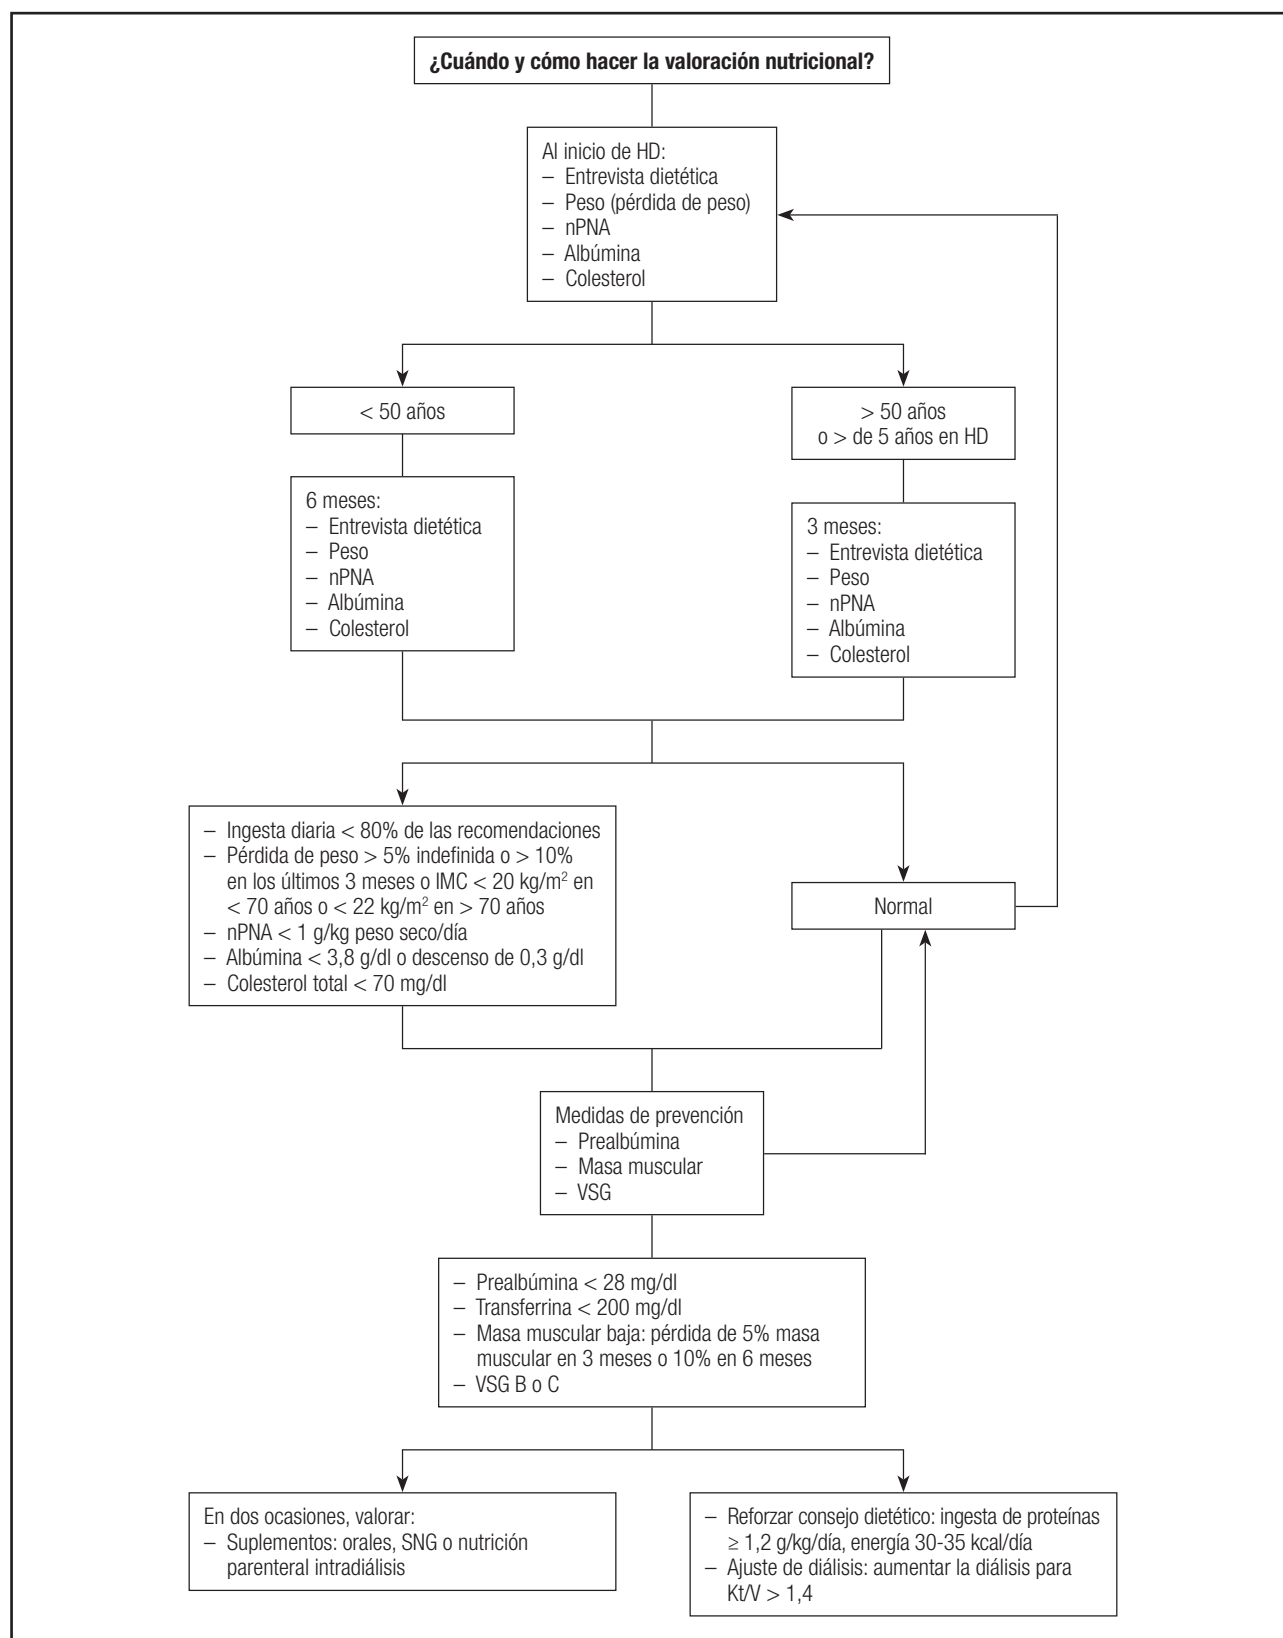 ¿Cuándo y cómo hacer la valoración nutricional?
Al inicio de HD:
– Entrevista dietética
– Peso (pérdida de peso)
– nPNA
– Albúmina
– Colesterol
< 50 años
> 50 años
o > de 5 años en HD
6 meses:
– Entrevista dietética
– Peso
– nPNA
– Albúmina
– Colesterol
3 meses:
– Entrevista dietética
– Peso
– nPNA
– Albúmina
– Colesterol
– Ingesta diaria < 80% de las recomendaciones
– Pérdida de peso > 5% indefinida o > 10%
en los últimos 3 meses o IMC < 20 kg/m² en
< 70 años o < 22 kg/m² en > 70 años
– nPNA < 1 g/kg peso seco/día
– Albúmina < 3,8 g/dl o descenso de 0,3 g/dl
– Colesterol total < 70 mg/dl
Normal
Medidas de prevención
– Prealbúmina
– Masa muscular
– VSG
– Prealbúmina < 28 mg/dl
– Transferrina < 200 mg/dl
– Masa muscular baja: pérdida de 5% masa
muscular en 3 meses o 10% en 6 meses
– VSG B o C
En dos ocasiones, valorar:
– Suplementos: orales, SNG o nutrición
parenteral intradiálisis
– Reforzar consejo dietético: ingesta de proteínas
≥ 1,2 g/kg/día, energía 30-35 kcal/día
– Ajuste de diálisis: aumentar la diálisis para
Kt/V > 1,4